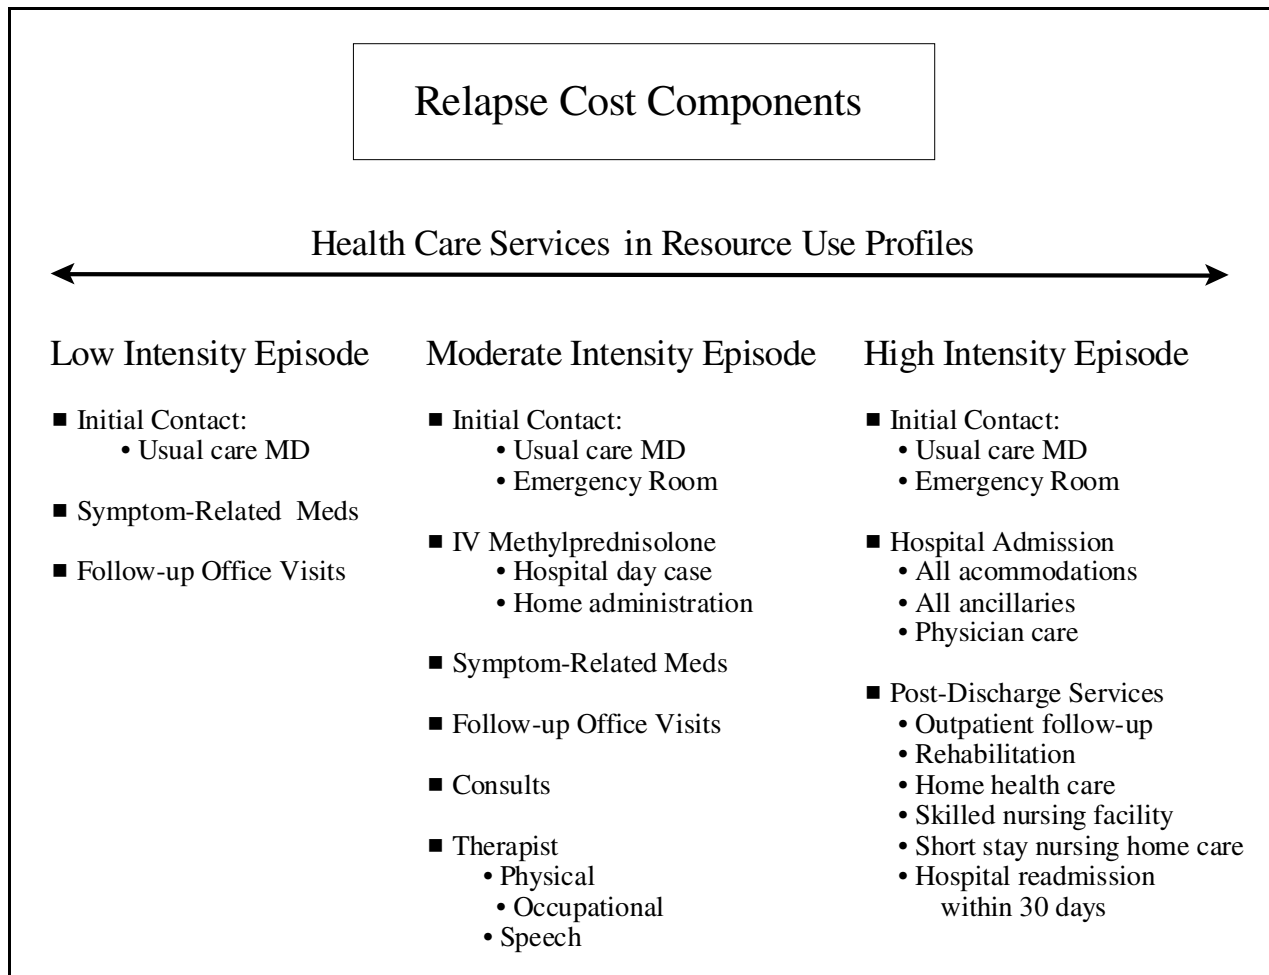 Relapse Cost Components
Health Care Services in Resource Use Profiles
Low Intensity Episode
■ Initial Contact:
• Usual care MD
■ Symptom-Related Meds
■ Follow-up Office Visits
Moderate Intensity Episode
■ Initial Contact:
• Usual care MD
• Emergency Room
■ IV Methylprednisolone
• Hospital day case
• Home administration
■ Symptom-Related Meds
■ Follow-up Office Visits
■ Consults
■ Therapist
• Physical
• Occupational
• Speech
High Intensity Episode
■ Initial Contact:
• Usual care MD
• Emergency Room
■ Hospital Admission
• All acommodations
• All ancillaries
• Physician care
■ Post-Discharge Services
• Outpatient follow-up
• Rehabilitation
• Home health care
• Skilled nursing facility
• Short stay nursing home care
• Hospital readmission
within 30 days